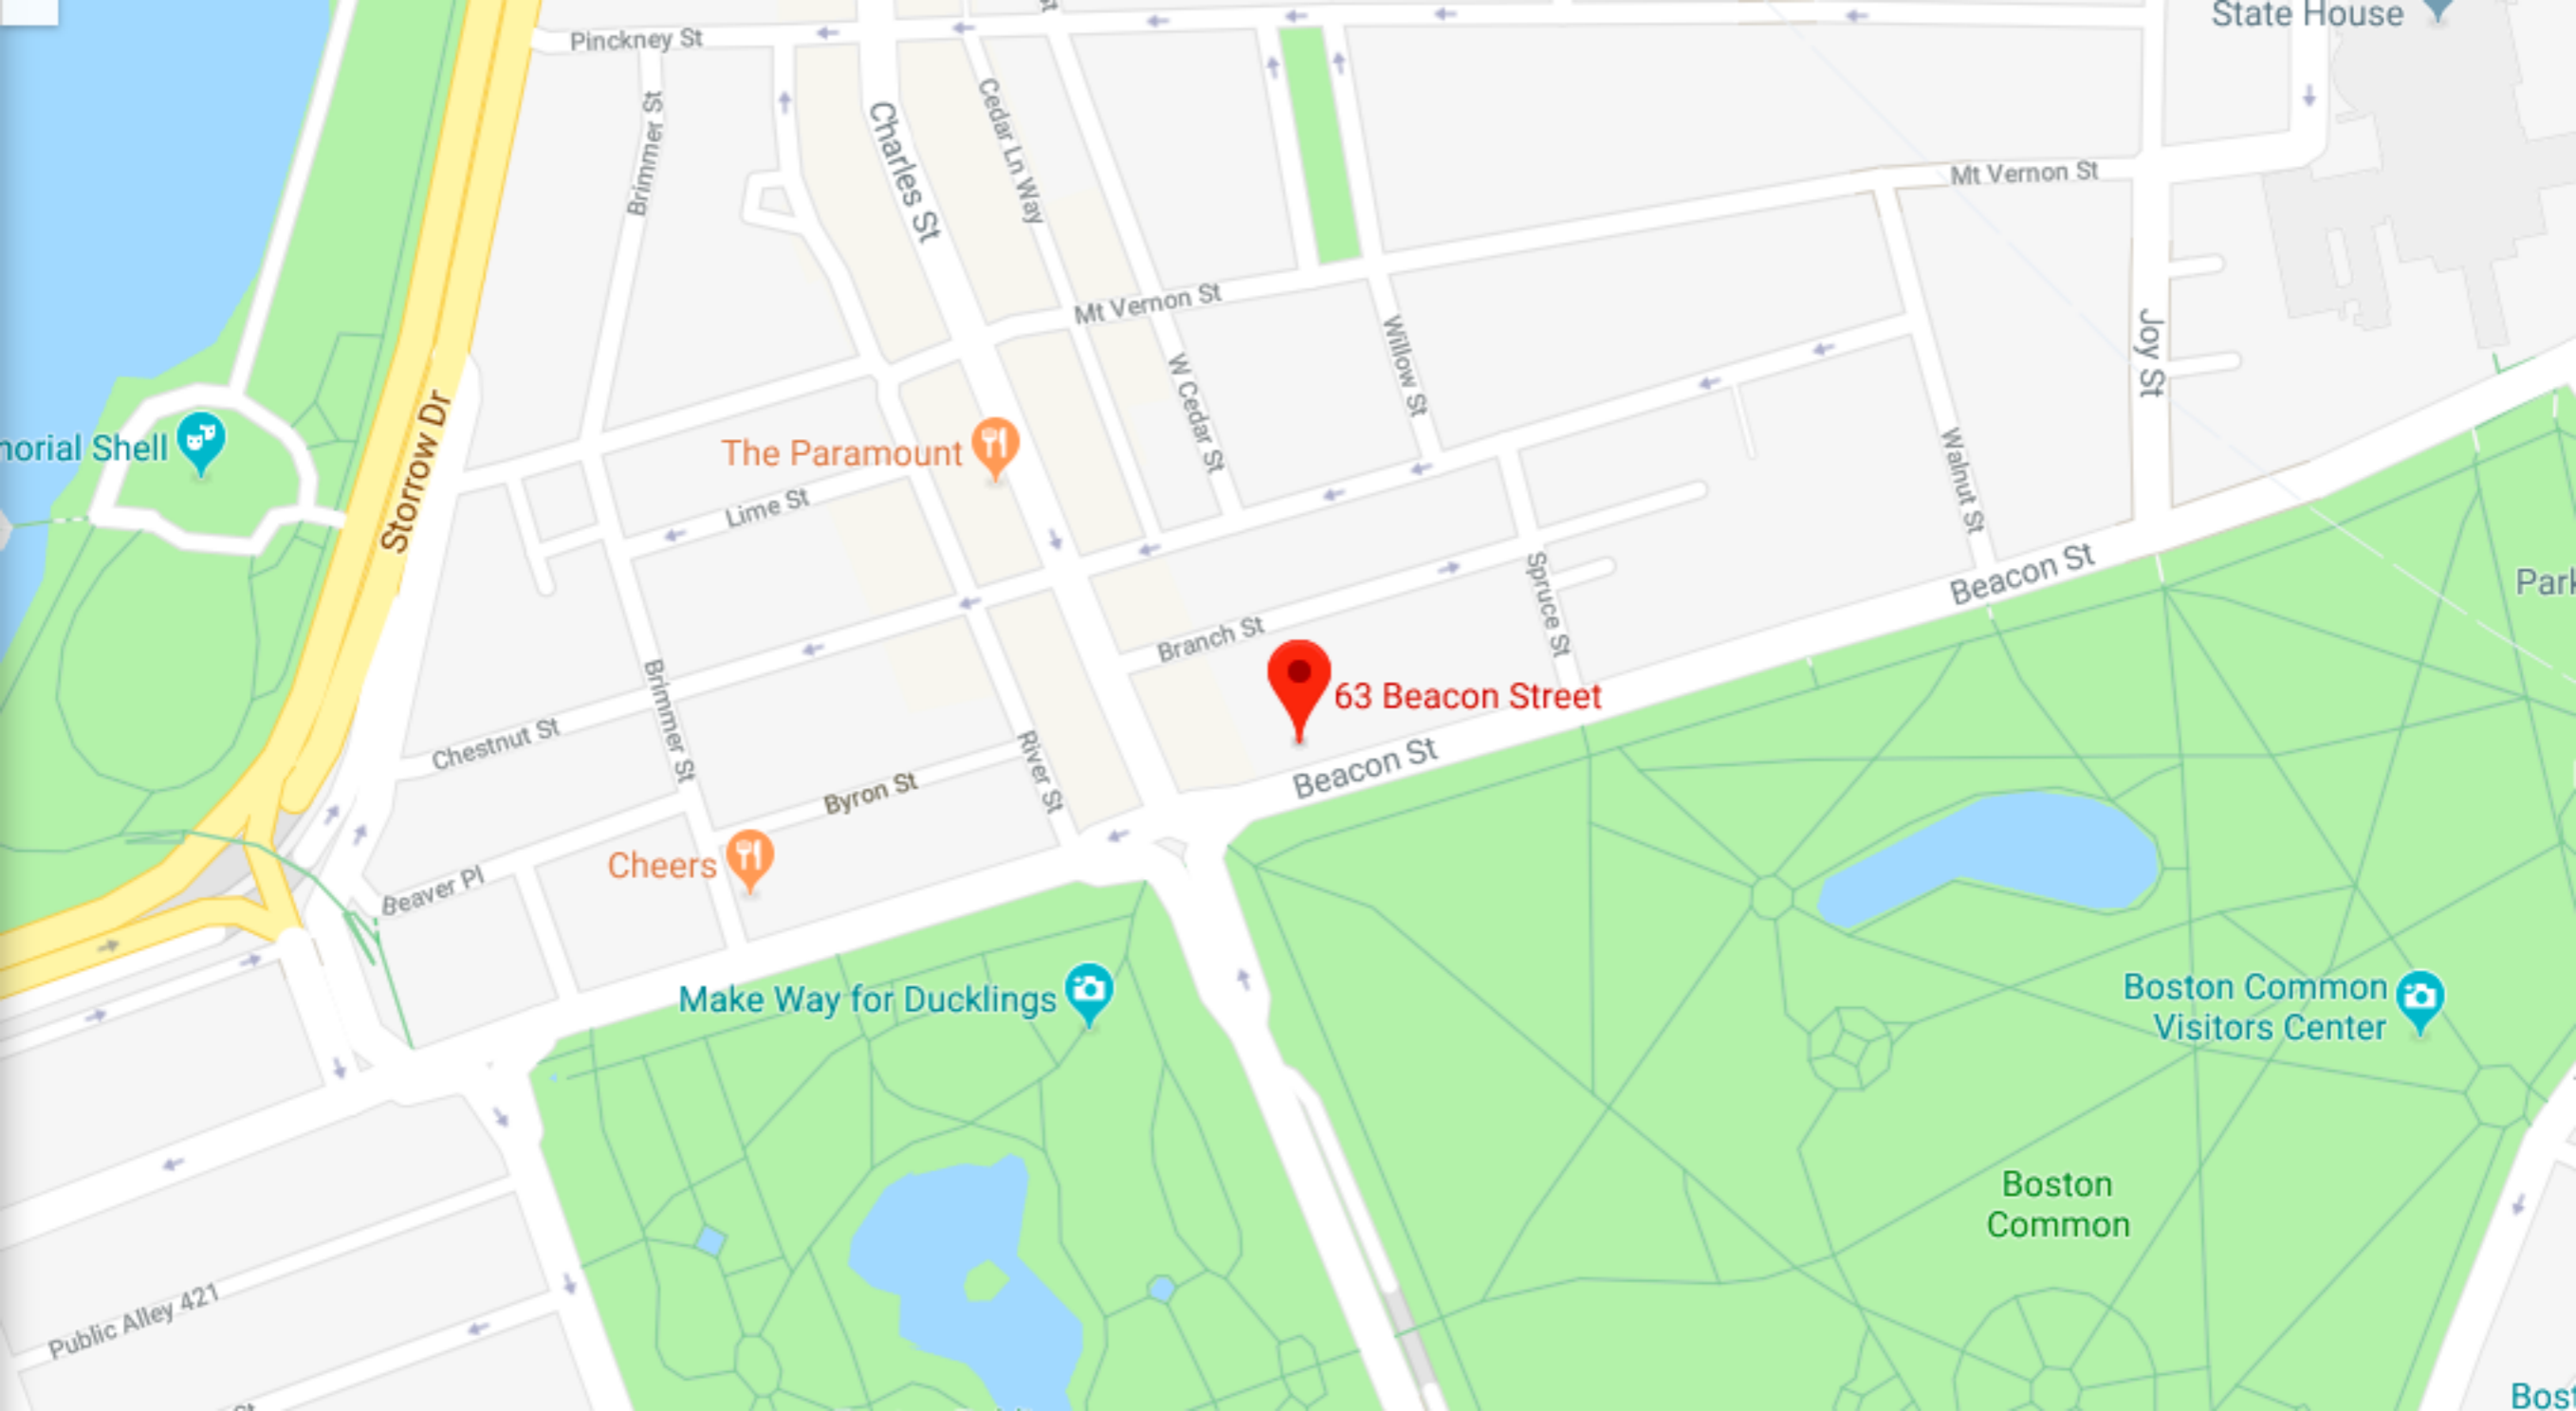 State House
Pinckney St
Brimmer St
Charles St
Cedar Ln Way
Mt Vernon St
Mt Vernon St
Joy St
Willow St
W Cedar St
Walnut St
Storrow Dr
morial Shell
The Paramount
Lime St
Spruce St
Beacon St
Park
Branch St
63 Beacon Street
Brimmer St
Chestnut St
River St
Beacon St
Byron St
Cheers
Beaver Pl
Make Way for Ducklings
Boston Common
Visitors Center
Boston
Common
Public Alley 421
Bost
St